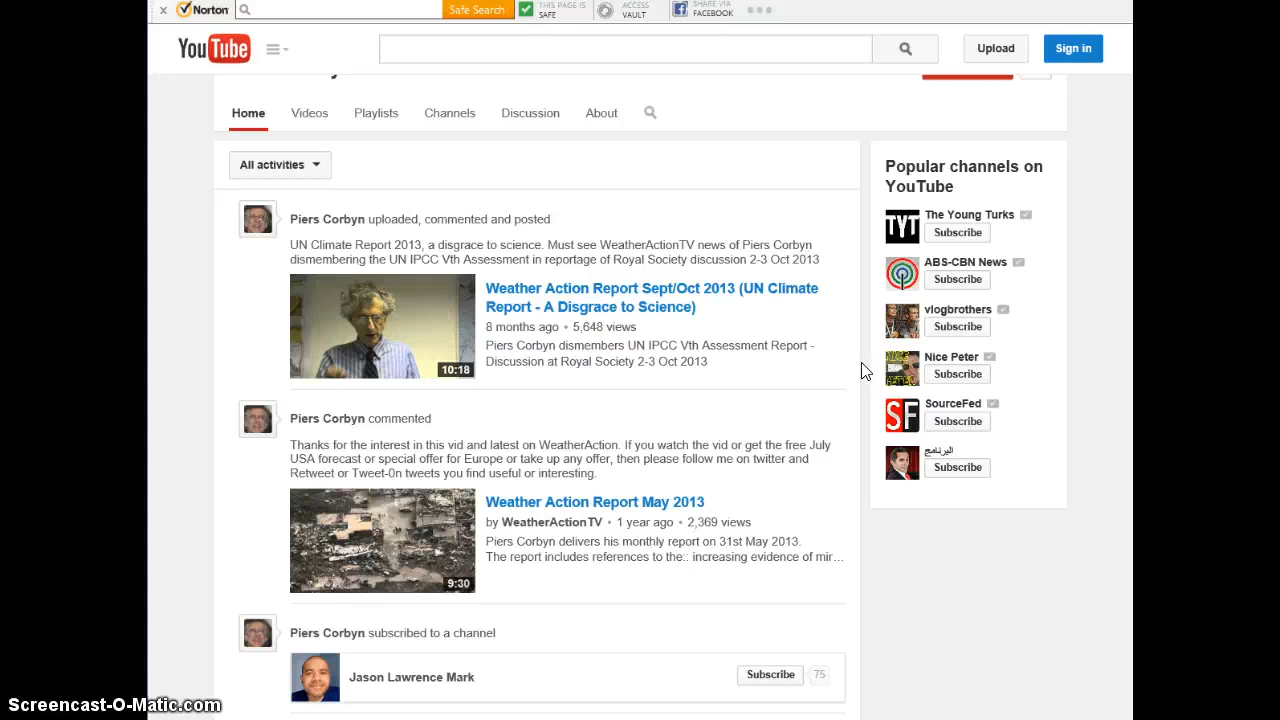 Norton
Safe Search
THIS PAGE IS
SAFE
ACCESS
VAULT
SHARE VIA
FACEBOOK
YouTube
Upload
Sign in
Home
Videos
Playlists
Channels
Discussion
About
All activities
Piers Corbyn uploaded, commented and posted
UN Climate Report 2013, a disgrace to science. Must see WeatherActionTV news of Piers Corbyn
dismembering the UN IPCC Vth Assessment in reportage of Royal Society discussion 2-3 Oct 2013
10:18
Weather Action Report Sept/Oct 2013 (UN Climate
Report - A Disgrace to Science)
8 months ago • 5,648 views
Piers Corbyn dismembers UN IPCC Vth Assessment Report -
Discussion at Royal Society 2-3 Oct 2013
Piers Corbyn commented
Thanks for the interest in this vid and latest on WeatherAction. If you watch the vid or get the free July
USA forecast or special offer for Europe or take up any offer, then please follow me on twitter and
Retweet or Tweet-0n tweets you find useful or interesting.
9:30
Weather Action Report May 2013
by WeatherActionTV • 1 year ago • 2,369 views
Piers Corbyn delivers his monthly report on 31st May 2013.
The report includes references to the:: increasing evidence of mir...
Piers Corbyn subscribed to a channel
Jason Lawrence Mark
Subscribe
75
Popular channels on
YouTube
TYT
The Young Turks
Subscribe
ABS-CBN News
Subscribe
vlogbrothers
Subscribe
Nice Peter
Subscribe
SF
SourceFed
Subscribe
البرنامج
Subscribe
Screencast-O-Matic.com